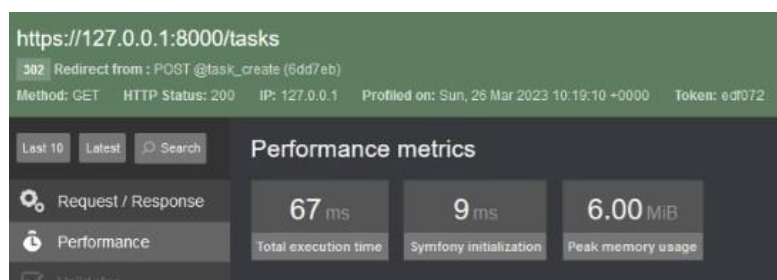 https://127.0.0.1:8000/tasks
302 Redirect from : POST @task_create (6dd7eb)
Method: GET HTTP Status: 200 IP: 127.0.0.1 Profiled on: Sun, 26 Mar 2023 10:19:10 +0000 Token: edf072
Last 10 Latest Search
Performance metrics
Request / Response
Performance
67 ms
Total execution time
9 ms
Symfony initialization
6.00 MiB
Peak memory usage